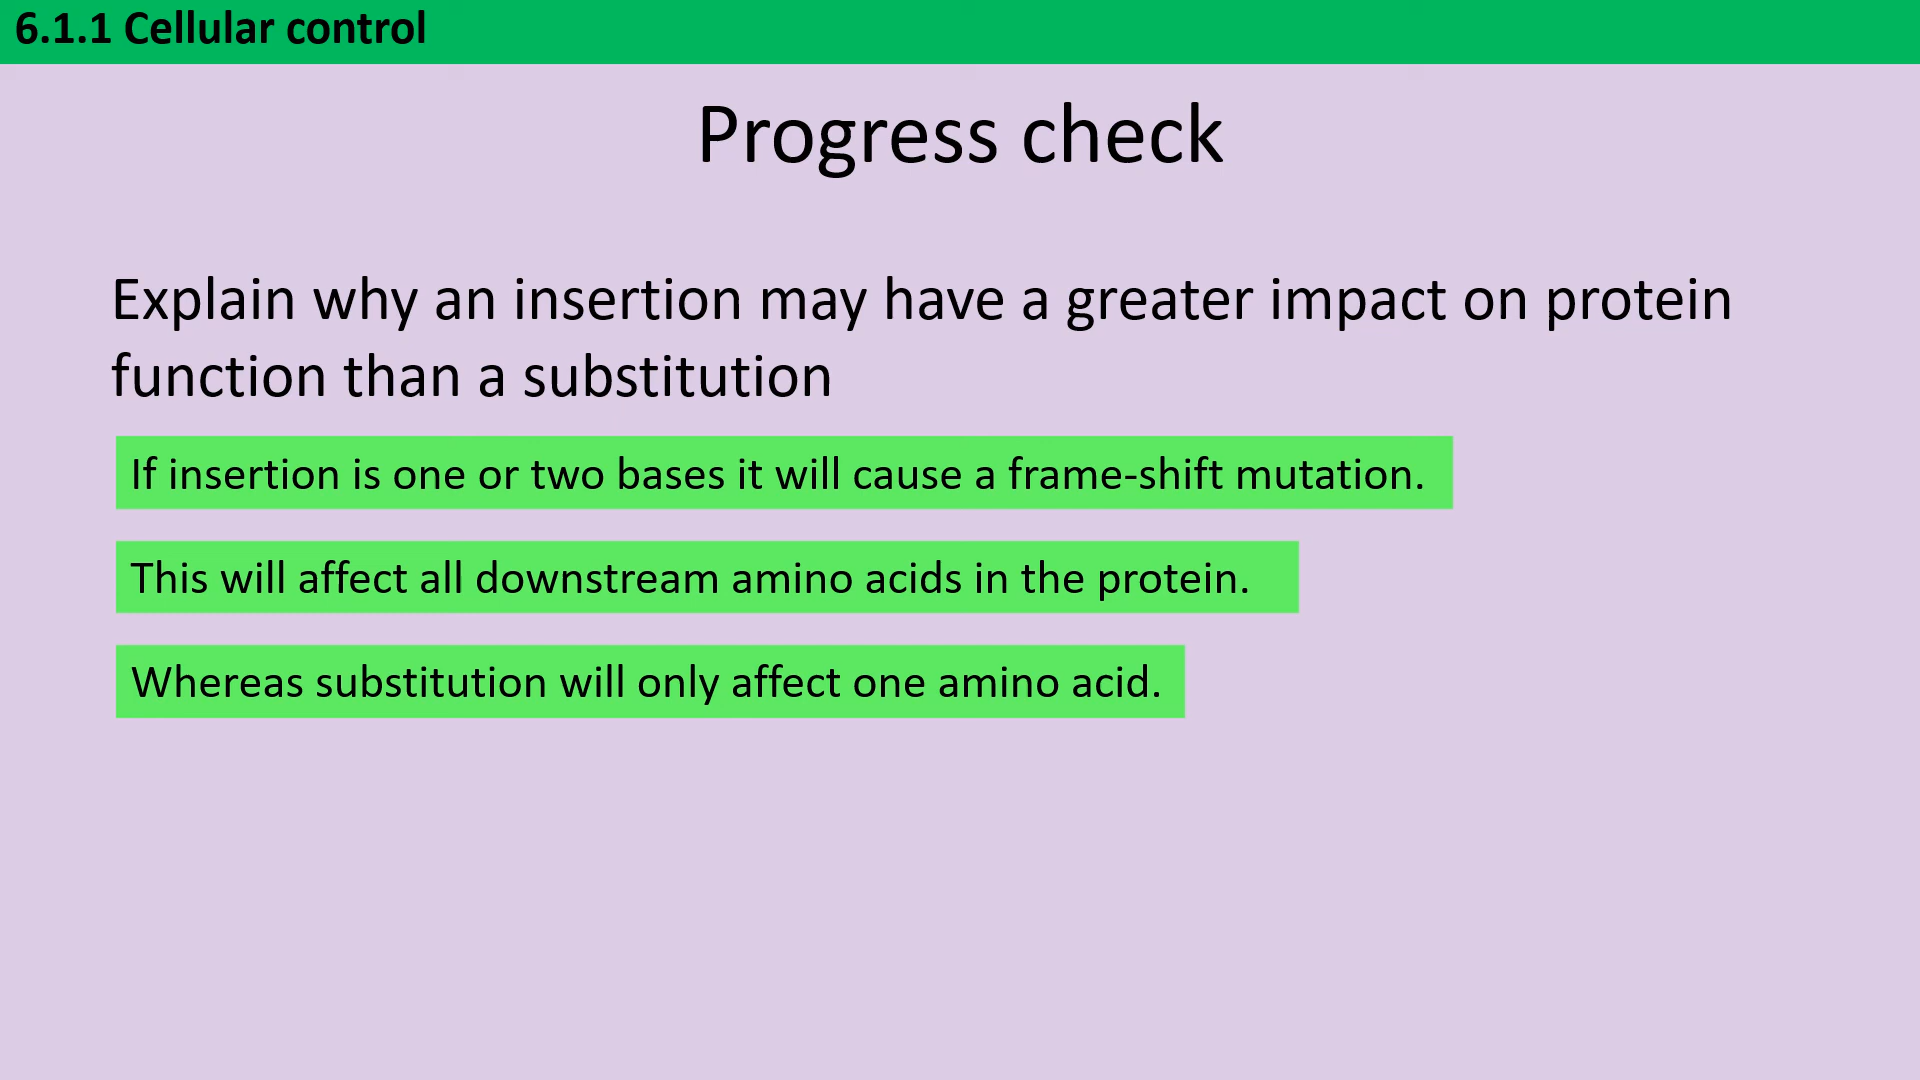 6.1.1 Cellular control
Progress check
Explain why an insertion may have a greater impact on protein
function than a substitution
If insertion is one or two bases it will cause a frame-shift mutation.
This will affect all downstream amino acids in the protein.
Whereas substitution will only affect one amino acid.